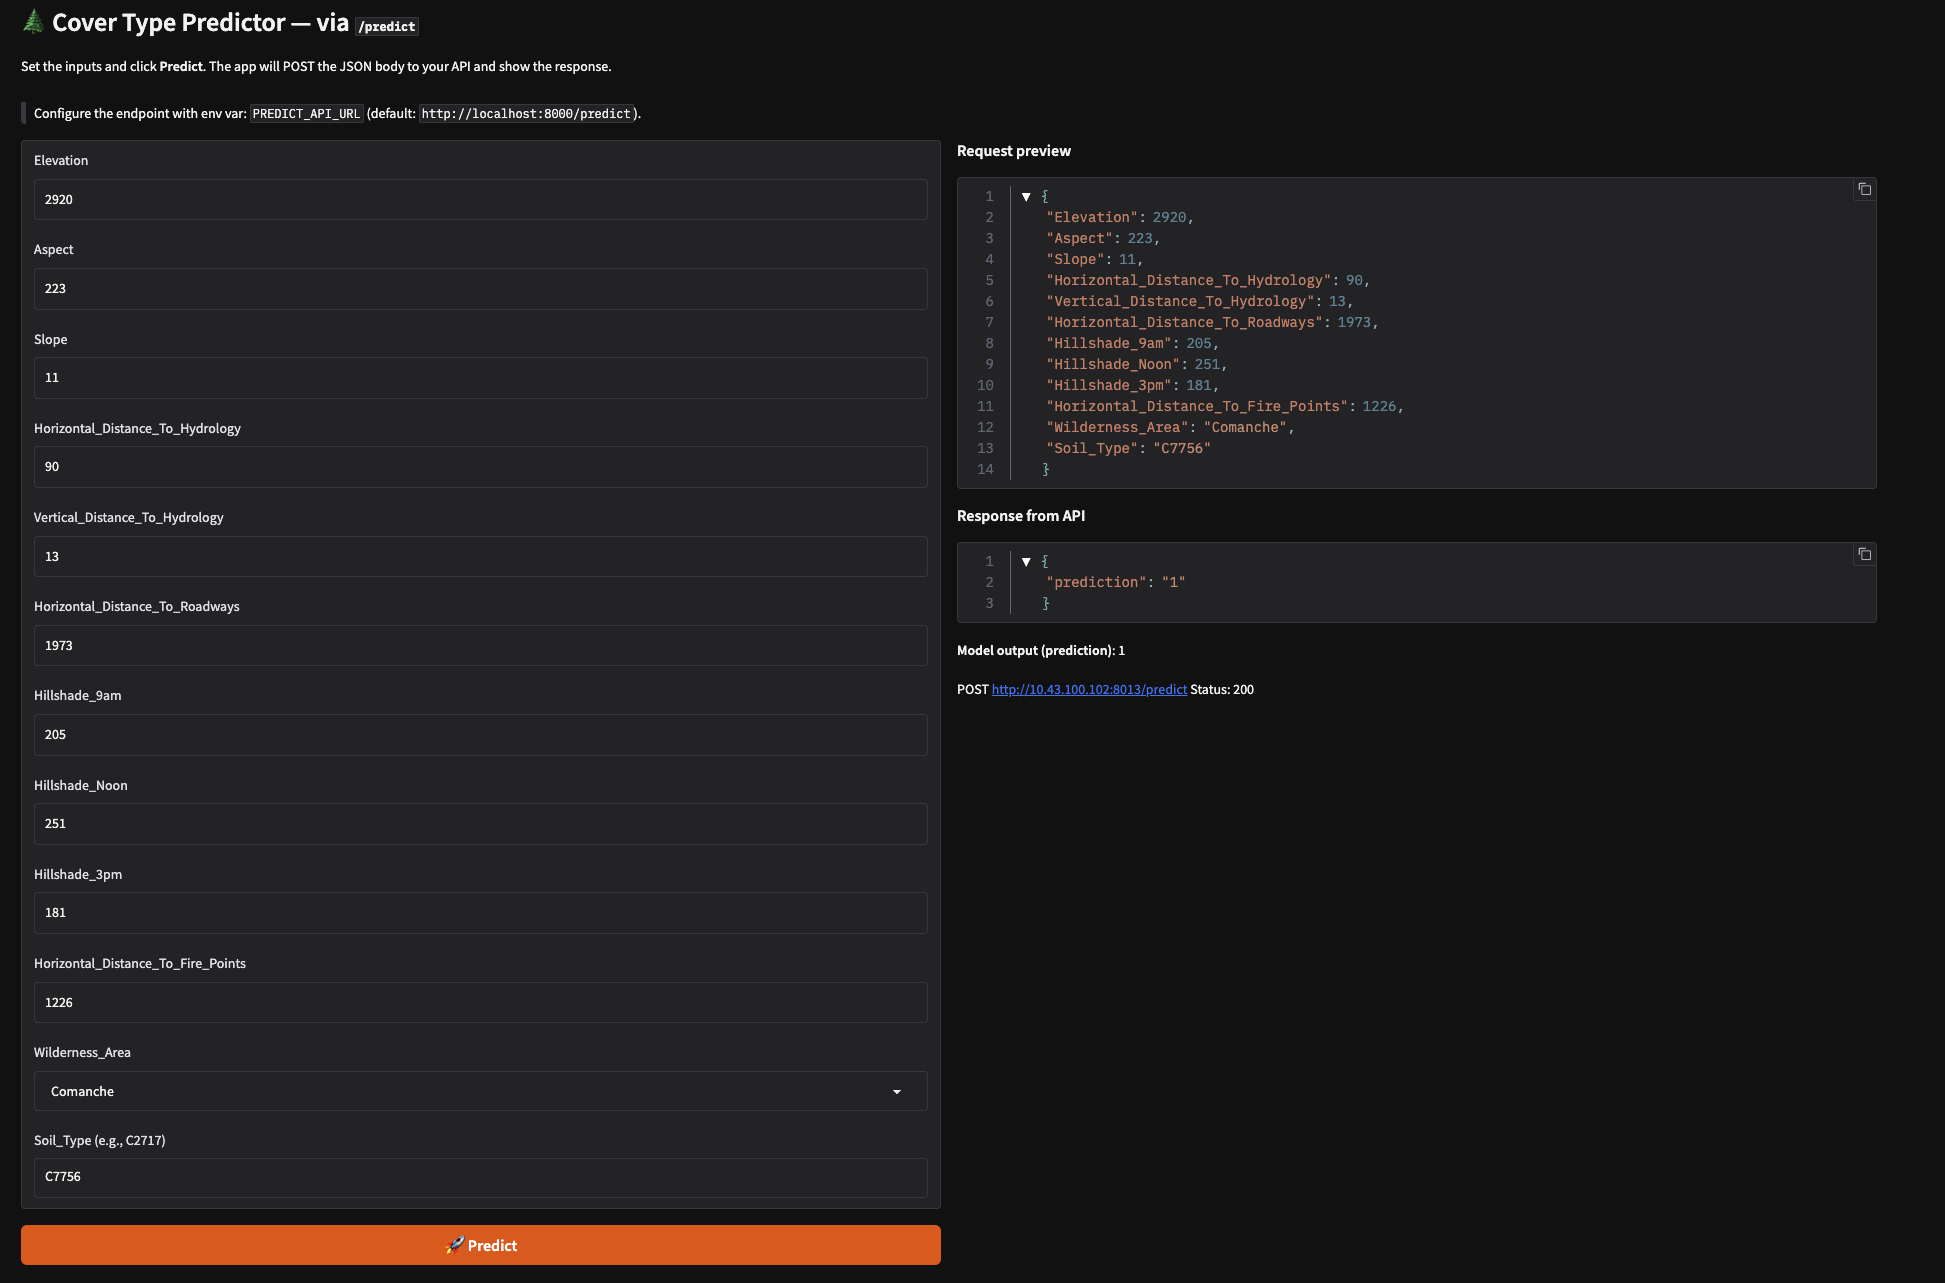 🌲 Cover Type Predictor — via /predict
Set the inputs and click Predict. The app will POST the JSON body to your API and show the response.
Configure the endpoint with env var: PREDICT_API_URL (default: http://localhost:8000/predict).
Elevation
2920
Aspect
223
Slope
11
Horizontal_Distance_To_Hydrology
90
Vertical_Distance_To_Hydrology
13
Horizontal_Distance_To_Roadways
1973
Hillshade_9am
205
Hillshade_Noon
251
Hillshade_3pm
181
Horizontal_Distance_To_Fire_Points
1226
Wilderness_Area
Comanche
Soil_Type (e.g., C2717)
C7756
🚀 Predict
Request preview
1 ▼ {
2 "Elevation": 2920,
3 "Aspect": 223,
4 "Slope": 11,
5 "Horizontal_Distance_To_Hydrology": 90,
6 "Vertical_Distance_To_Hydrology": 13,
7 "Horizontal_Distance_To_Roadways": 1973,
8 "Hillshade_9am": 205,
9 "Hillshade_Noon": 251,
10 "Hillshade_3pm": 181,
11 "Horizontal_Distance_To_Fire_Points": 1226,
12 "Wilderness_Area": "Comanche",
13 "Soil_Type": "C7756"
14 }
Response from API
1 ▼ {
2 "prediction": "1"
3 }
Model output (prediction): 1
POST http://10.43.100.102:8013/predict Status: 200